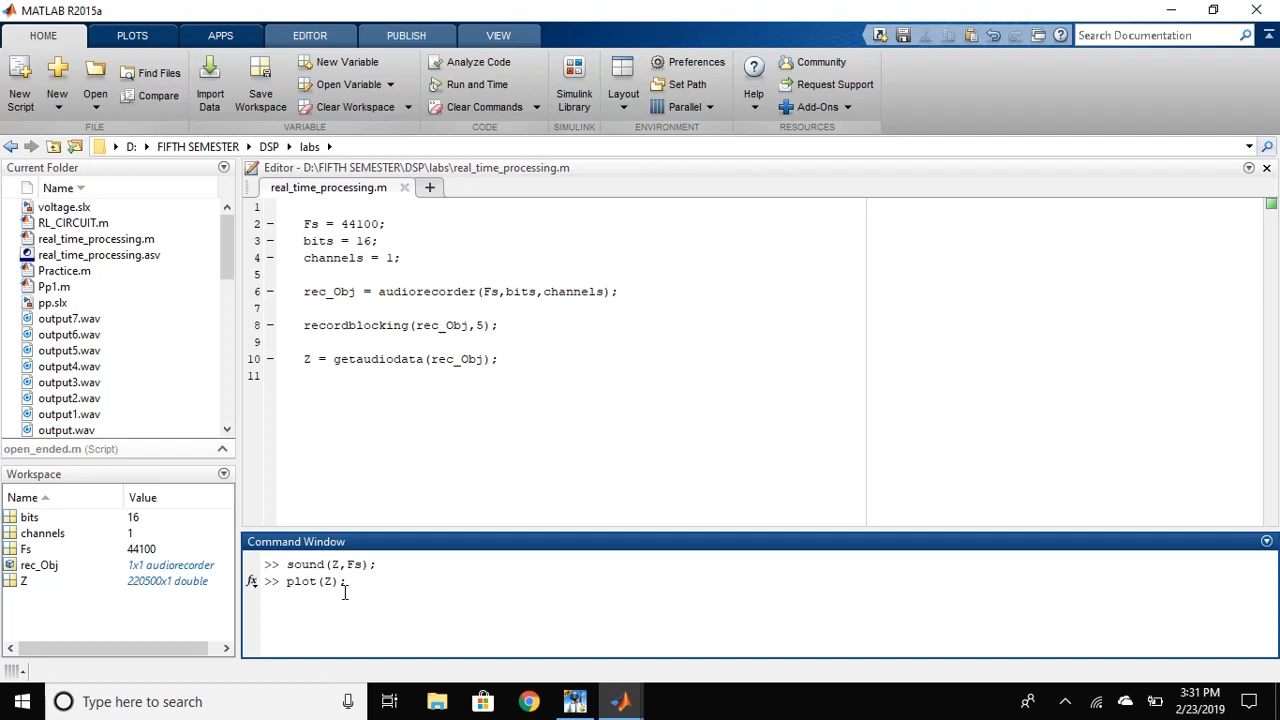 MATLAB R2015a
HOME PLOTS APPS EDITOR PUBLISH VIEW Search Documentation
New Script New Open Find Files Compare Import Data Save Workspace New Variable Open Variable Clear Workspace Analyze Code Run and Time Clear Commands Simulink Library Layout Preferences Set Path Parallel Help Community Request Support Add-Ons
FILE VARIABLE CODE SIMULINK ENVIRONMENT RESOURCES
D: FIFTH SEMESTER DSP labs
Current Folder
Name
voltage.slx
RL_CIRCUIT.m
real_time_processing.m
real_time_processing.asv
Practice.m
Pp1.m
pp.slx
output7.wav
output6.wav
output5.wav
output4.wav
output3.wav
output2.wav
output1.wav
output.wav
open_ended.m (Script)
Workspace
Name Value
bits 16
channels 1
Fs 44100
rec_Obj 1x1 audiorecorder
Z 220500x1 double
Editor - D:\FIFTH SEMESTER\DSP\labs\real_time_processing.m
real_time_processing.m
1
2 – Fs = 44100;
3 – bits = 16;
4 – channels = 1;
5
6 – rec_Obj = audiorecorder(Fs,bits,channels);
7
8 – recordblocking(rec_Obj,5);
9
10 – Z = getaudiodata(rec_Obj);
11
Command Window
>> sound(Z,Fs);
fx >> plot(Z);
Type here to search
3:31 PM
2/23/2019